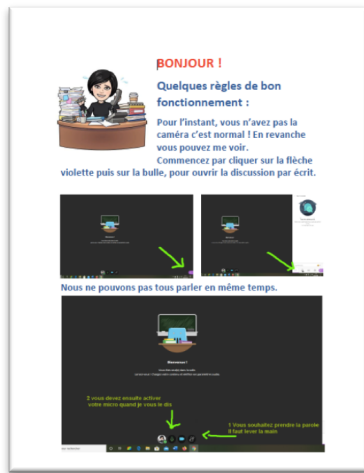 BONJOUR !
Quelques règles de bon
fonctionnement :
Pour l'instant, vous n'avez pas la
caméra c'est normal ! En revanche
vous pouvez me voir.
Commencez par cliquer sur la flèche
violette puis sur la bulle, pour ouvrir la discussion par écrit.
Nous ne pouvons pas tous parler en même temps.
Bienvenue !
2 vous devez ensuite activer
votre micro quand je vous le dis
1 Vous souhaitez prendre la parole
Il faut lever la main